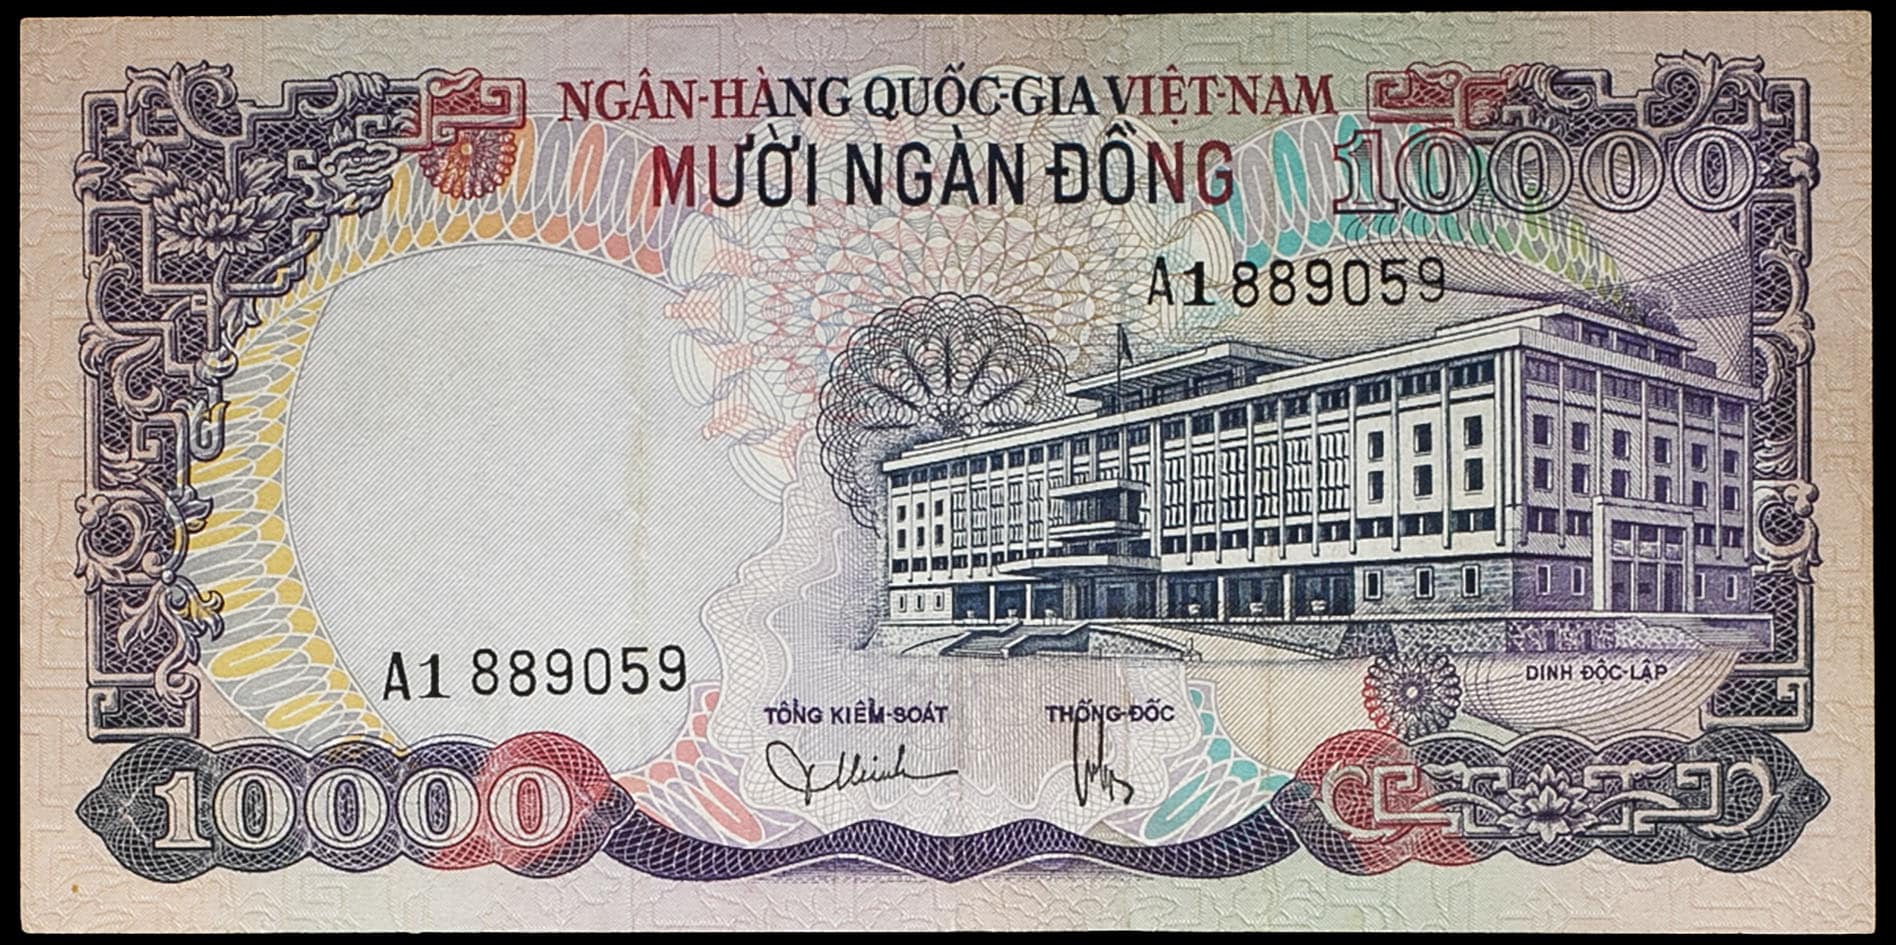 NGÂN-HÀNG QUỐC-GIA VIỆT-NAM
MƯỜI NGÀN ĐỒNG
10000
A1 889059
DINH ĐỘC-LẬP
A1 889059
TỔNG KIỂM-SOÁT
THỐNG-ĐỐC
10000